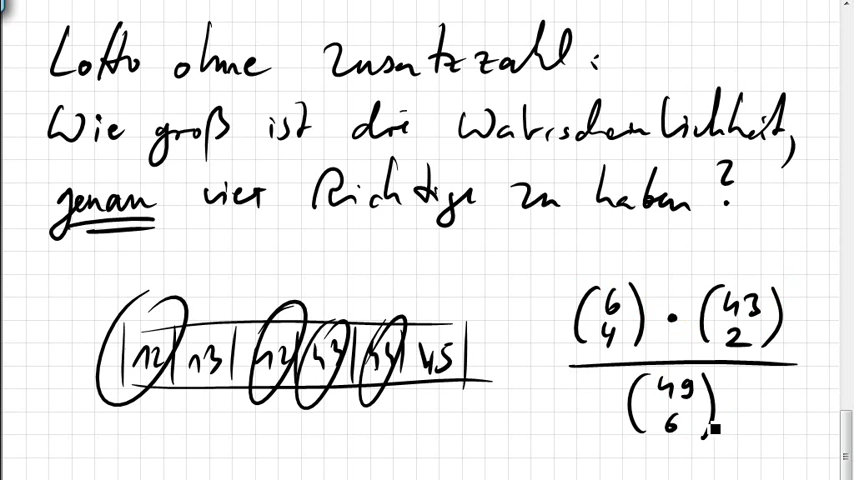 Lotto ohne Zusatzzahl:
Wie groß ist die Wahrscheinlichkeit,
genau vier Richtige zu haben?
|12|13|42|43|44|45|
(6 4) · (43 2)
(49 6)